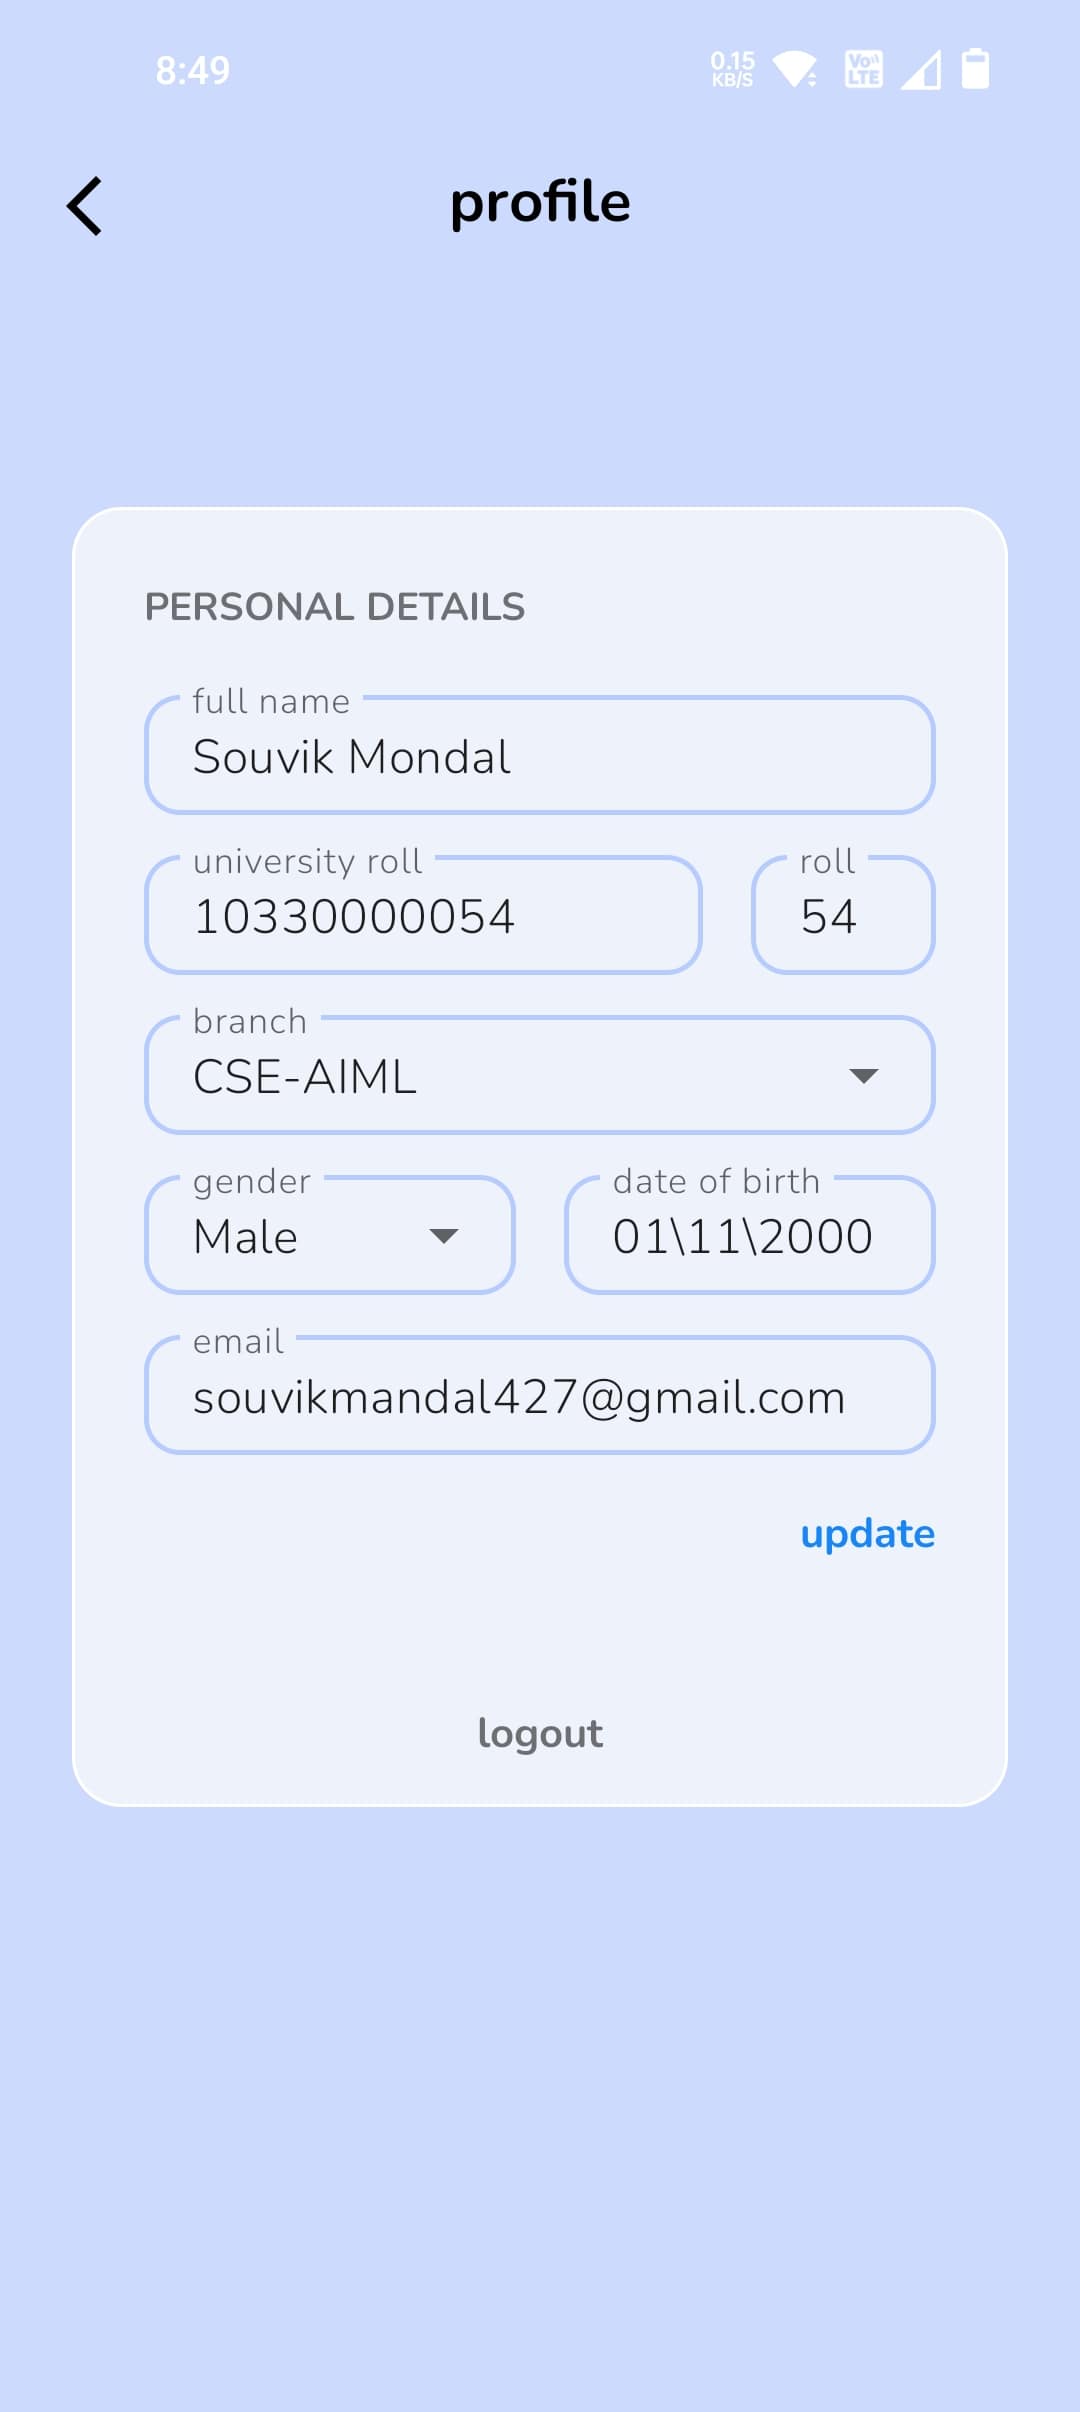 8:49
0.15
KB/S
Vo
LTE
profile
PERSONAL DETAILS
full name
Souvik Mondal
university roll
roll
10330000054
54
branch
CSE-AIML
gender
date of birth
Male
01\11\2000
email
souvikmandal427@gmail.com
update
logout